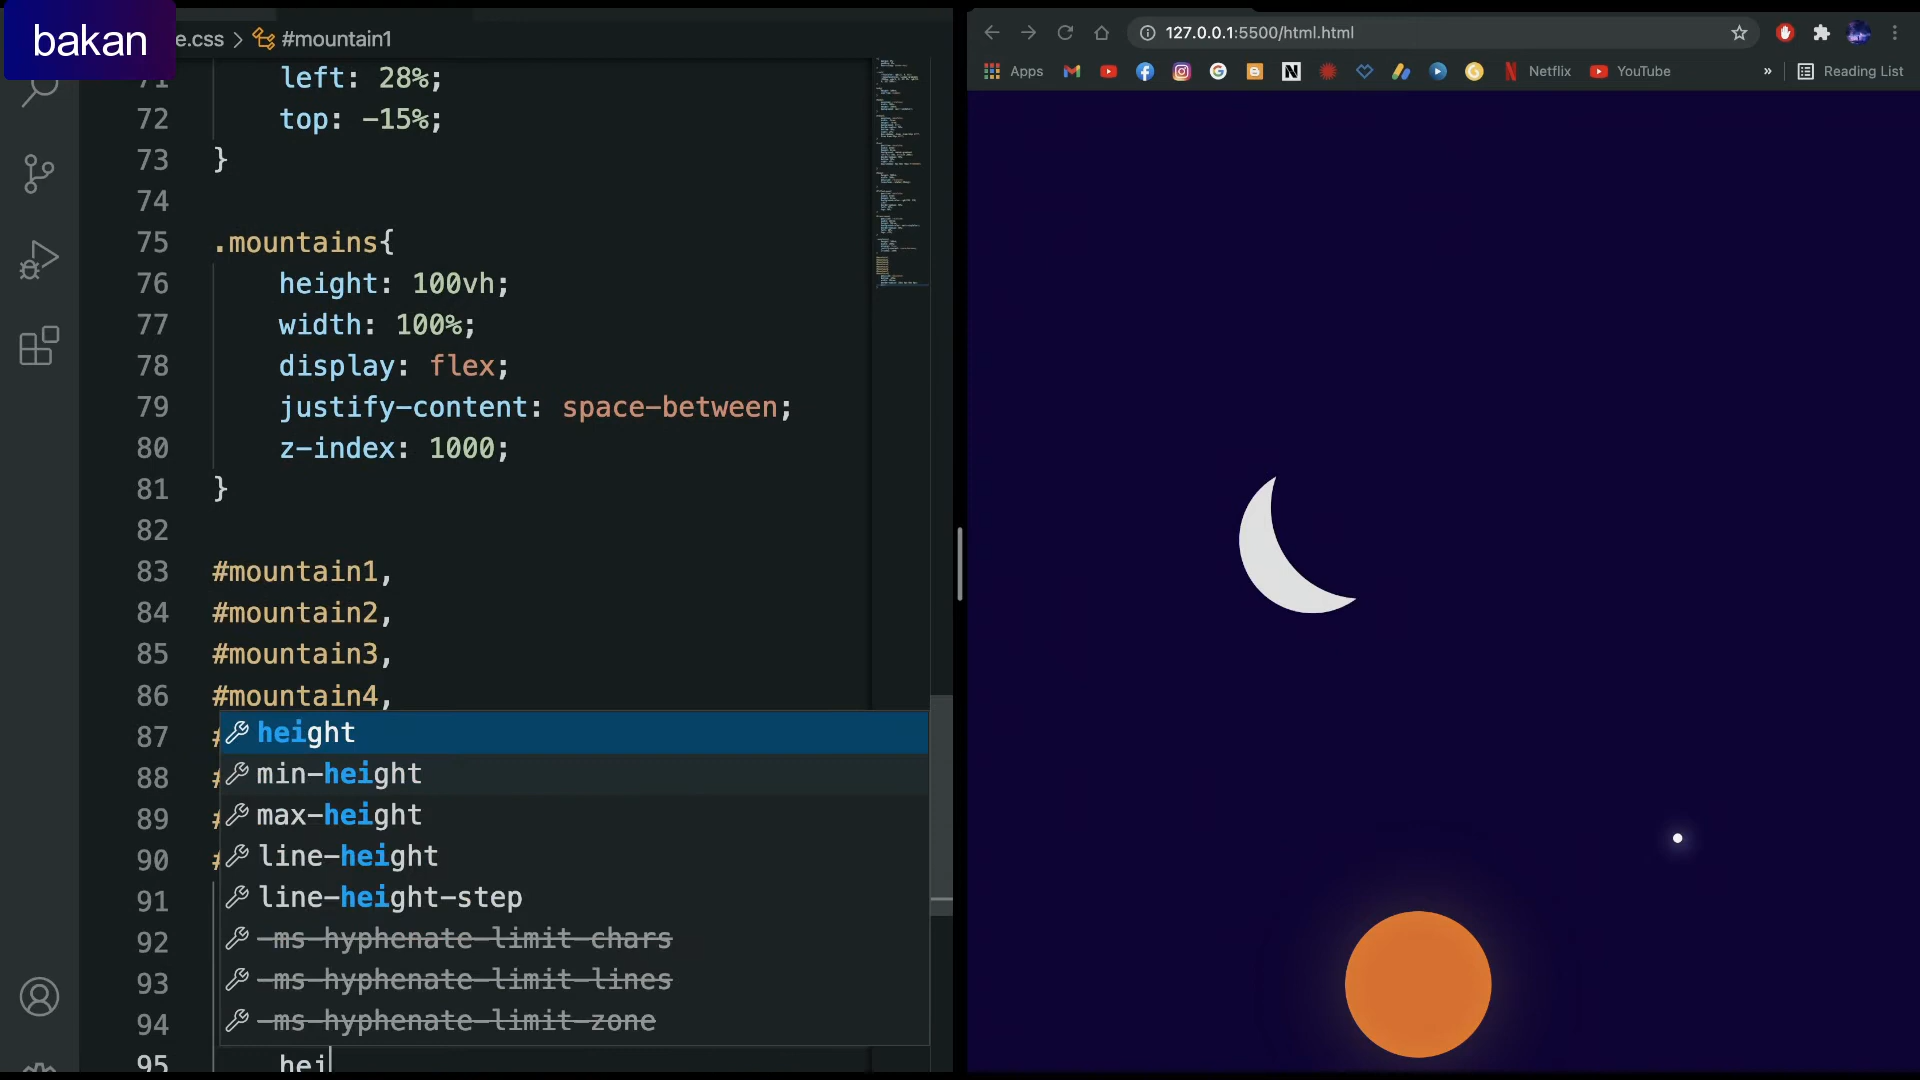 bakan
e.css > #mountain1
127.0.0.1:5500/html.html
Apps
Netflix
YouTube
»
Reading List
71 left: 28%;
72 top: -15%;
73 }
74
75 .mountains{
76 height: 100vh;
77 width: 100%;
78 display: flex;
79 justify-content: space-between;
80 z-index: 1000;
81 }
82
83 #mountain1,
84 #mountain2,
85 #mountain3,
86 #mountain4,
87 #
height
88 #
min-height
89 #
max-height
90 #
line-height
91
line-height-step
92
-ms-hyphenate-limit-chars
93
-ms-hyphenate-limit-lines
94
-ms-hyphenate-limit-zone
95 hei